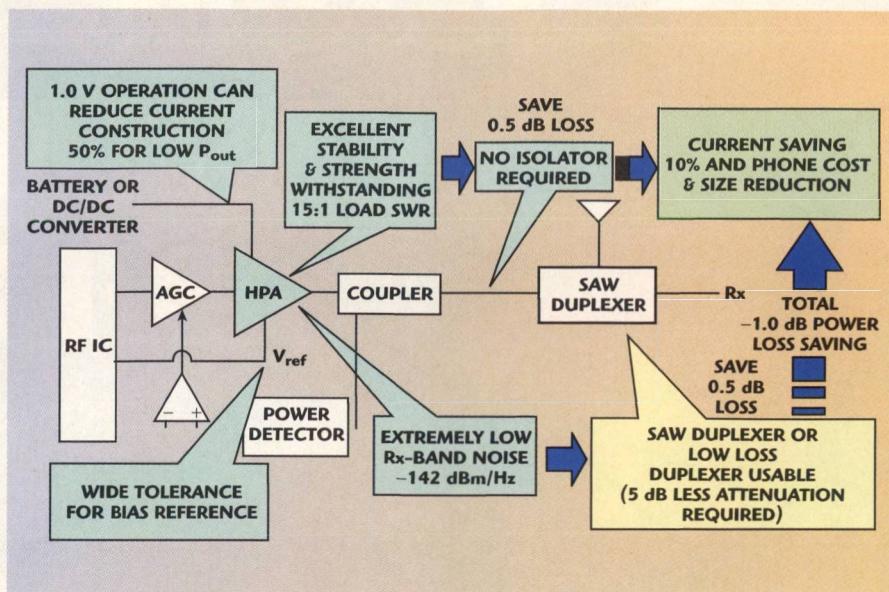 1.0 V OPERATION CAN
REDUCE CURRENT
CONSTRUCTION
50% FOR LOW Pout
BATTERY OR
DC/DC
CONVERTER
EXCELLENT
STABILITY
& STRENGTH
WITHSTANDING
15:1 LOAD SWR
SAVE
0.5 dB LOSS
NO ISOLATOR
REQUIRED
CURRENT SAVING
10% AND PHONE COST
& SIZE REDUCTION
RF IC
AGC
HPA
COUPLER
SAW
DUPLEXER
Rx
Vref
– +
POWER
DETECTOR
TOTAL
–1.0 dB POWER
LOSS SAVING
SAVE
0.5 dB
LOSS
WIDE TOLERANCE
FOR BIAS REFERENCE
EXTREMELY LOW
Rx-BAND NOISE
–142 dBm/Hz
SAW DUPLEXER OR
LOW LOSS
DUPLEXER USABLE
(5 dB LESS ATTENUATION
REQUIRED)